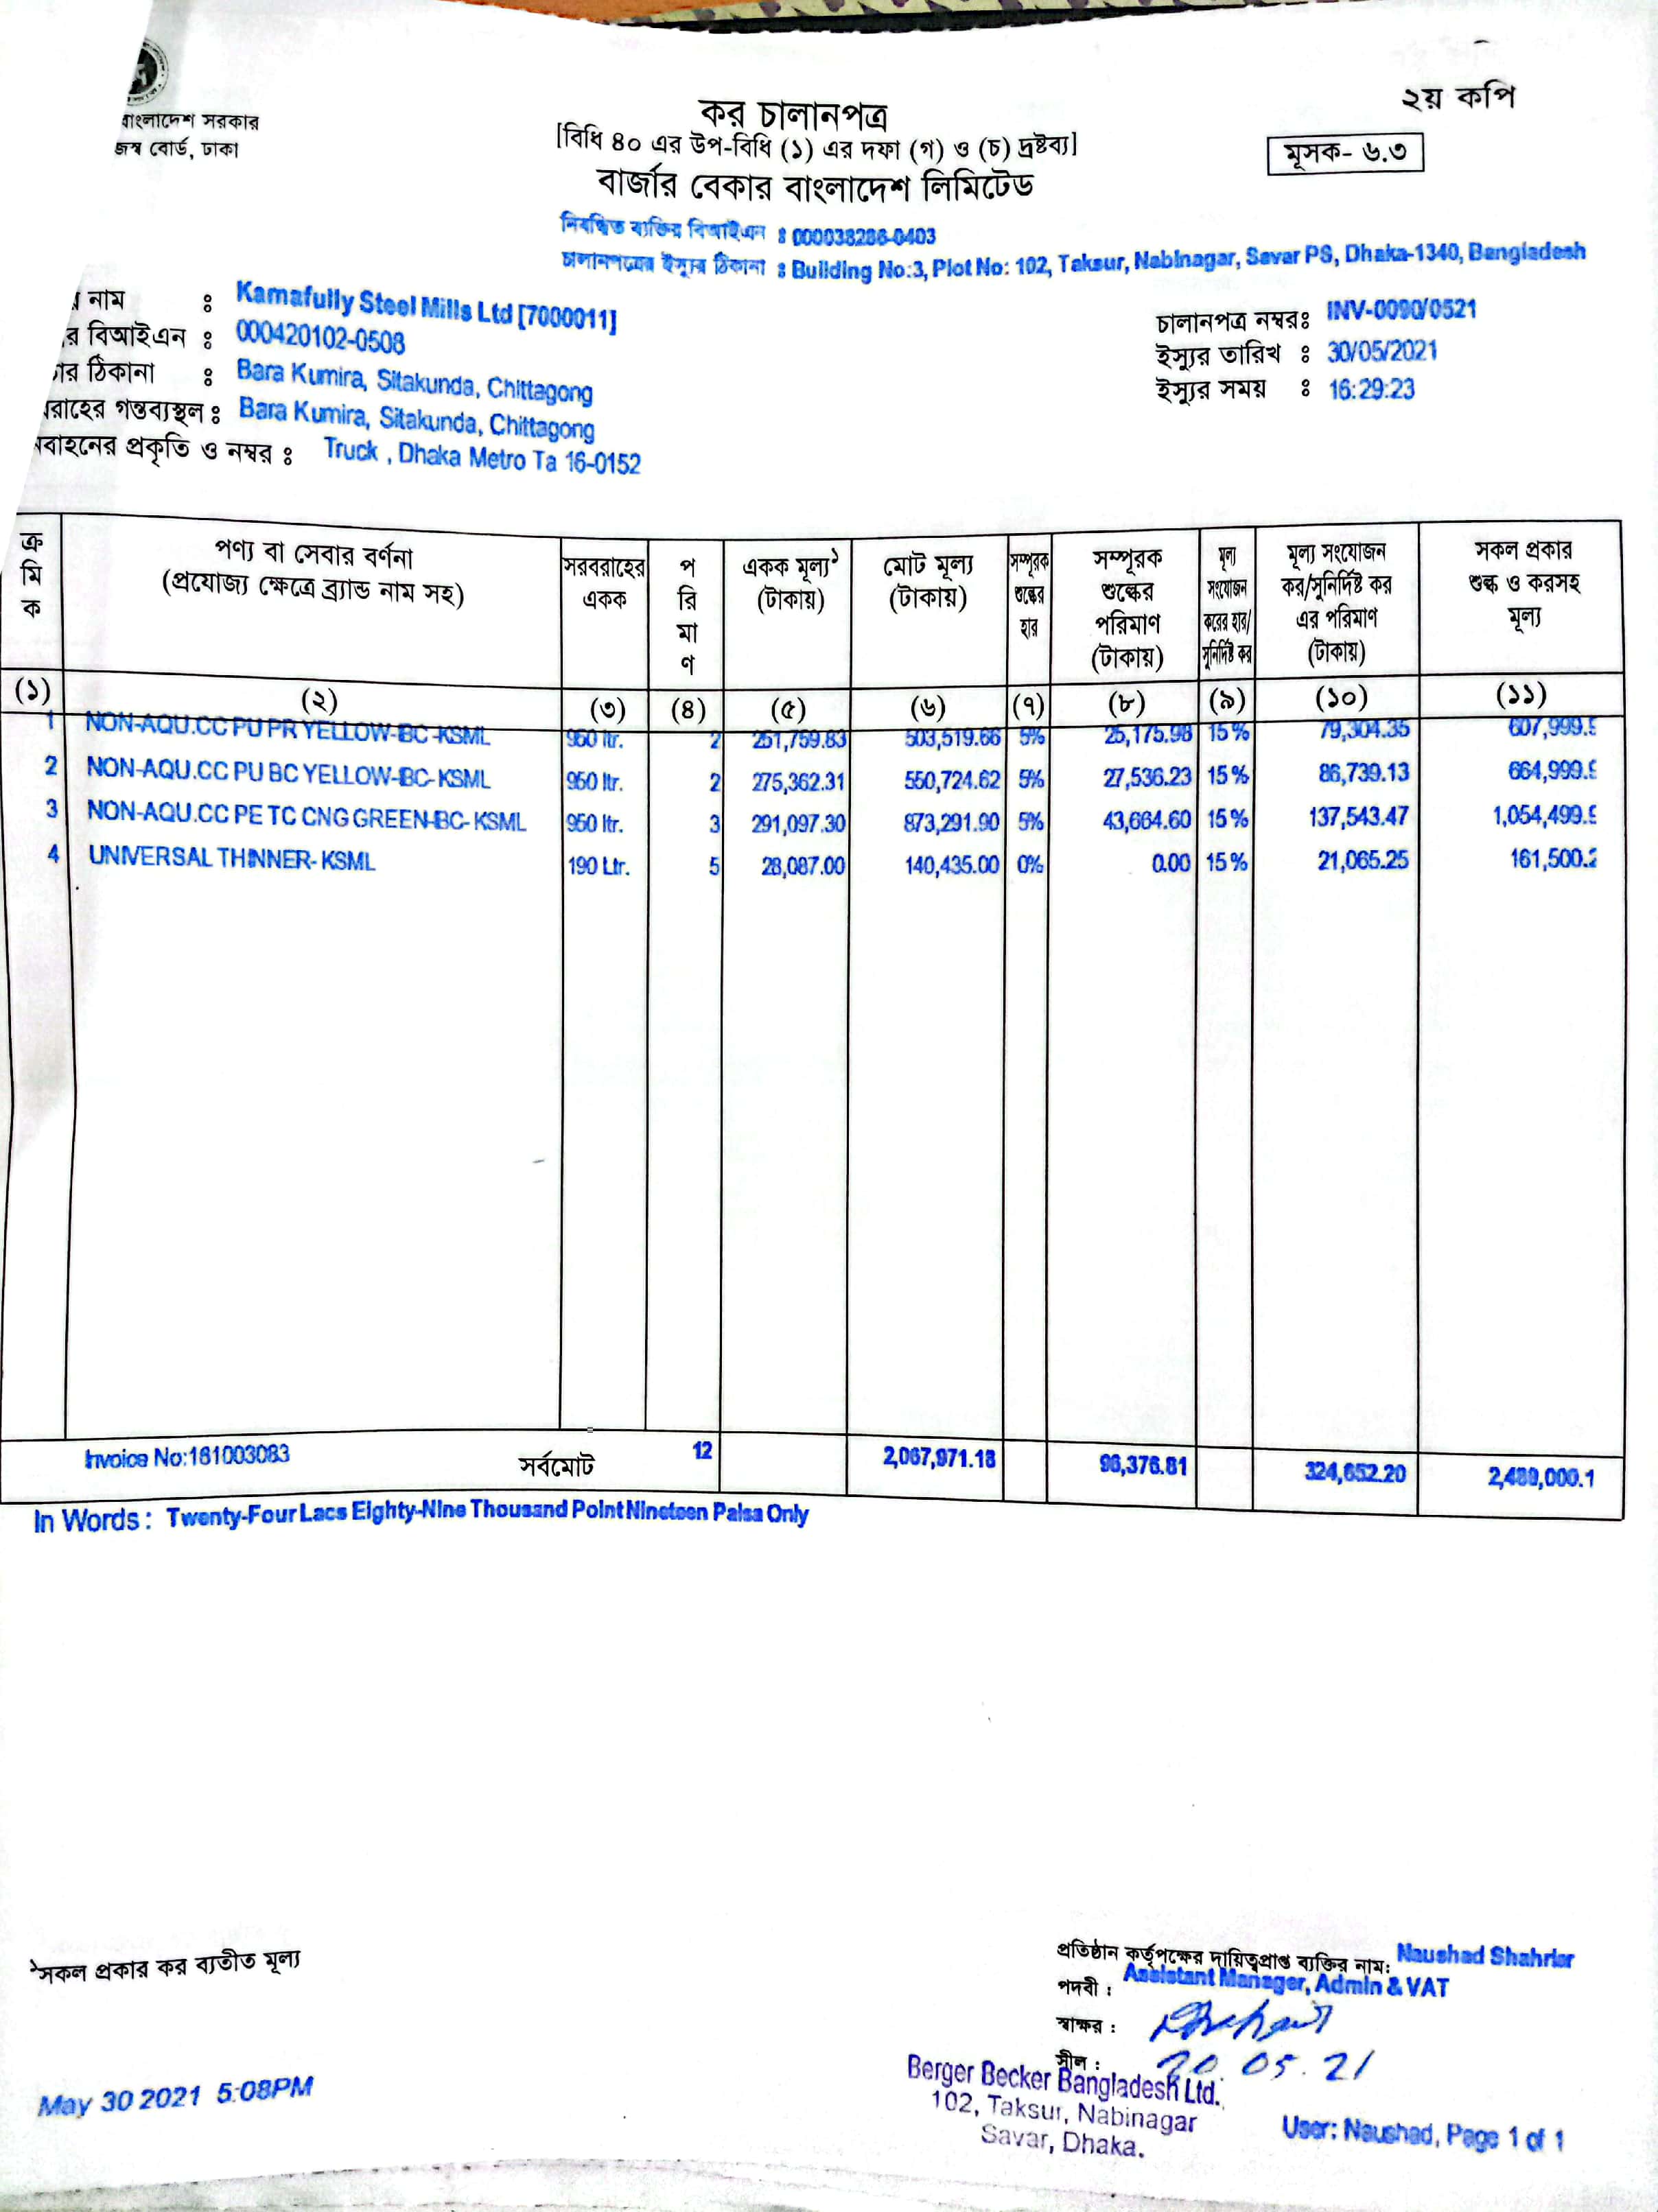 বাংলাদেশ সরকার
জস্ব বোর্ড, ঢাকা
২য় কপি
কর চালানপত্র
[বিধি ৪০ এর উপ-বিধি (১) এর দফা (গ) ও (চ) দ্রষ্টব্য]
মূসক- ৬.৩
বার্জার বেকার বাংলাদেশ লিমিটেড
নিবন্ধিত ব্যক্তির বিআইএন ঃ 000038286-0403
চালানপত্রের ইস্যুর ঠিকানা ঃ Building No:3, Plot No: 102, Taksur, Nabinagar, Savar PS, Dhaka-1340, Bangladesh
র নাম ঃ Karnafully Steel Mills Ltd [7000011]
র বিআইএন ঃ 000420102-0508
তার ঠিকানা ঃ Bara Kumira, Sitakunda, Chittagong
বরাহের গন্তব্যস্থল ঃ Bara Kumira, Sitakunda, Chittagong
নবাহনের প্রকৃতি ও নম্বর ঃ Truck , Dhaka Metro Ta 16-0152
চালানপত্র নম্বরঃ INV-0090/0521
ইস্যুর তারিখ ঃ 30/05/2021
ইস্যুর সময় ঃ 16:29:23
ক্রমিক পণ্য বা সেবার বর্ণনা (প্রযোজ্য ক্ষেত্রে ব্র্যান্ড নাম সহ) সরবরাহের একক পরিমাণ একক মূল্য১ (টাকায়) মোট মূল্য (টাকায়) সম্পূরক শুল্কের হার সম্পূরক শুল্কের পরিমাণ (টাকায়) মূল্য সংযোজন করের হার/ সুনির্দিষ্ট কর মূল্য সংযোজন কর/সুনির্দিষ্ট কর এর পরিমাণ (টাকায়) সকল প্রকার শুল্ক ও করসহ মূল্য
(১) (২) (৩) (৪) (৫) (৬) (৭) (৮) (৯) (১০) (১১)
1 NON-AQU.CC PU PR YELLOW-BC -KSML 950 ltr. 2 251,759.83 503,519.66 5% 25,175.98 15% 79,304.35 607,999.9
2 NON-AQU.CC PU BC YELLOW-BC- KSML 950 ltr. 2 275,362.31 550,724.62 5% 27,536.23 15% 86,739.13 664,999.9
3 NON-AQU.CC PE TC CNG GREEN-BC- KSML 950 ltr. 3 291,097.30 873,291.90 5% 43,664.60 15% 137,543.47 1,054,499.9
4 UNIVERSAL THINNER- KSML 190 Ltr. 5 28,087.00 140,435.00 0% 0.00 15% 21,065.25 161,500.2
Invoice No:161003083 সর্বমোট 12 2,067,971.18 96,376.81 324,652.20 2,489,000.1
In Words : Twenty-Four Lacs Eighty-Nine Thousand Point Nineteen Paisa Only
১সকল প্রকার কর ব্যতীত মূল্য
প্রতিষ্ঠান কর্তৃপক্ষের দায়িত্বপ্রাপ্ত ব্যক্তির নাম: Naushad Shahriar
পদবী : Assistant Manager, Admin & VAT
স্বাক্ষর :
সীল : 30.05.21
Berger Becker Bangladesh Ltd.
102, Taksur, Nabinagar
Savar, Dhaka.
May 30 2021 5:08PM
User: Naushad, Page 1 of 1